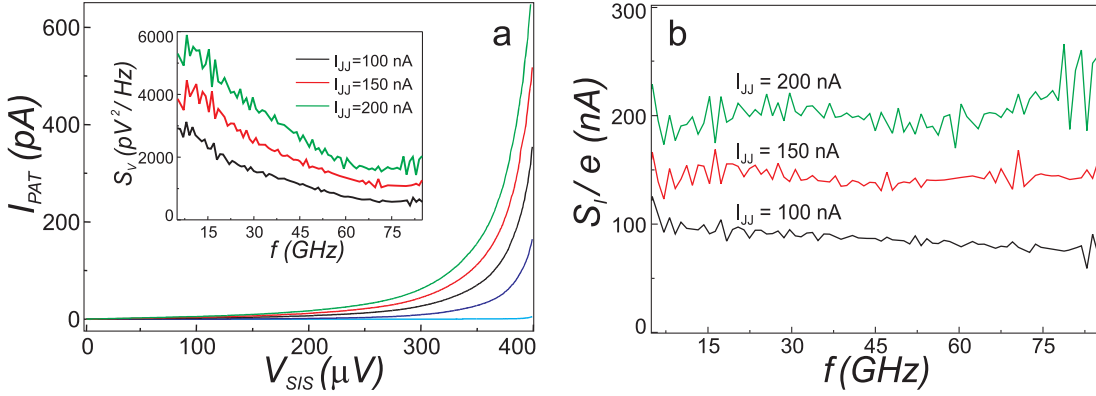 a
I_PAT (pA)
600
400
200
0
0
100
200
300
400
V_SIS (μV)
S_V (pV²/ Hz)
6000
4000
2000
0
15
30
45
60
75
f (GHz)
I_JJ=100 nA
I_JJ=150 nA
I_JJ=200 nA
b
S_I / e (nA)
300
200
100
0
15
30
45
60
75
f (GHz)
I_JJ = 200 nA
I_JJ = 150 nA
I_JJ = 100 nA